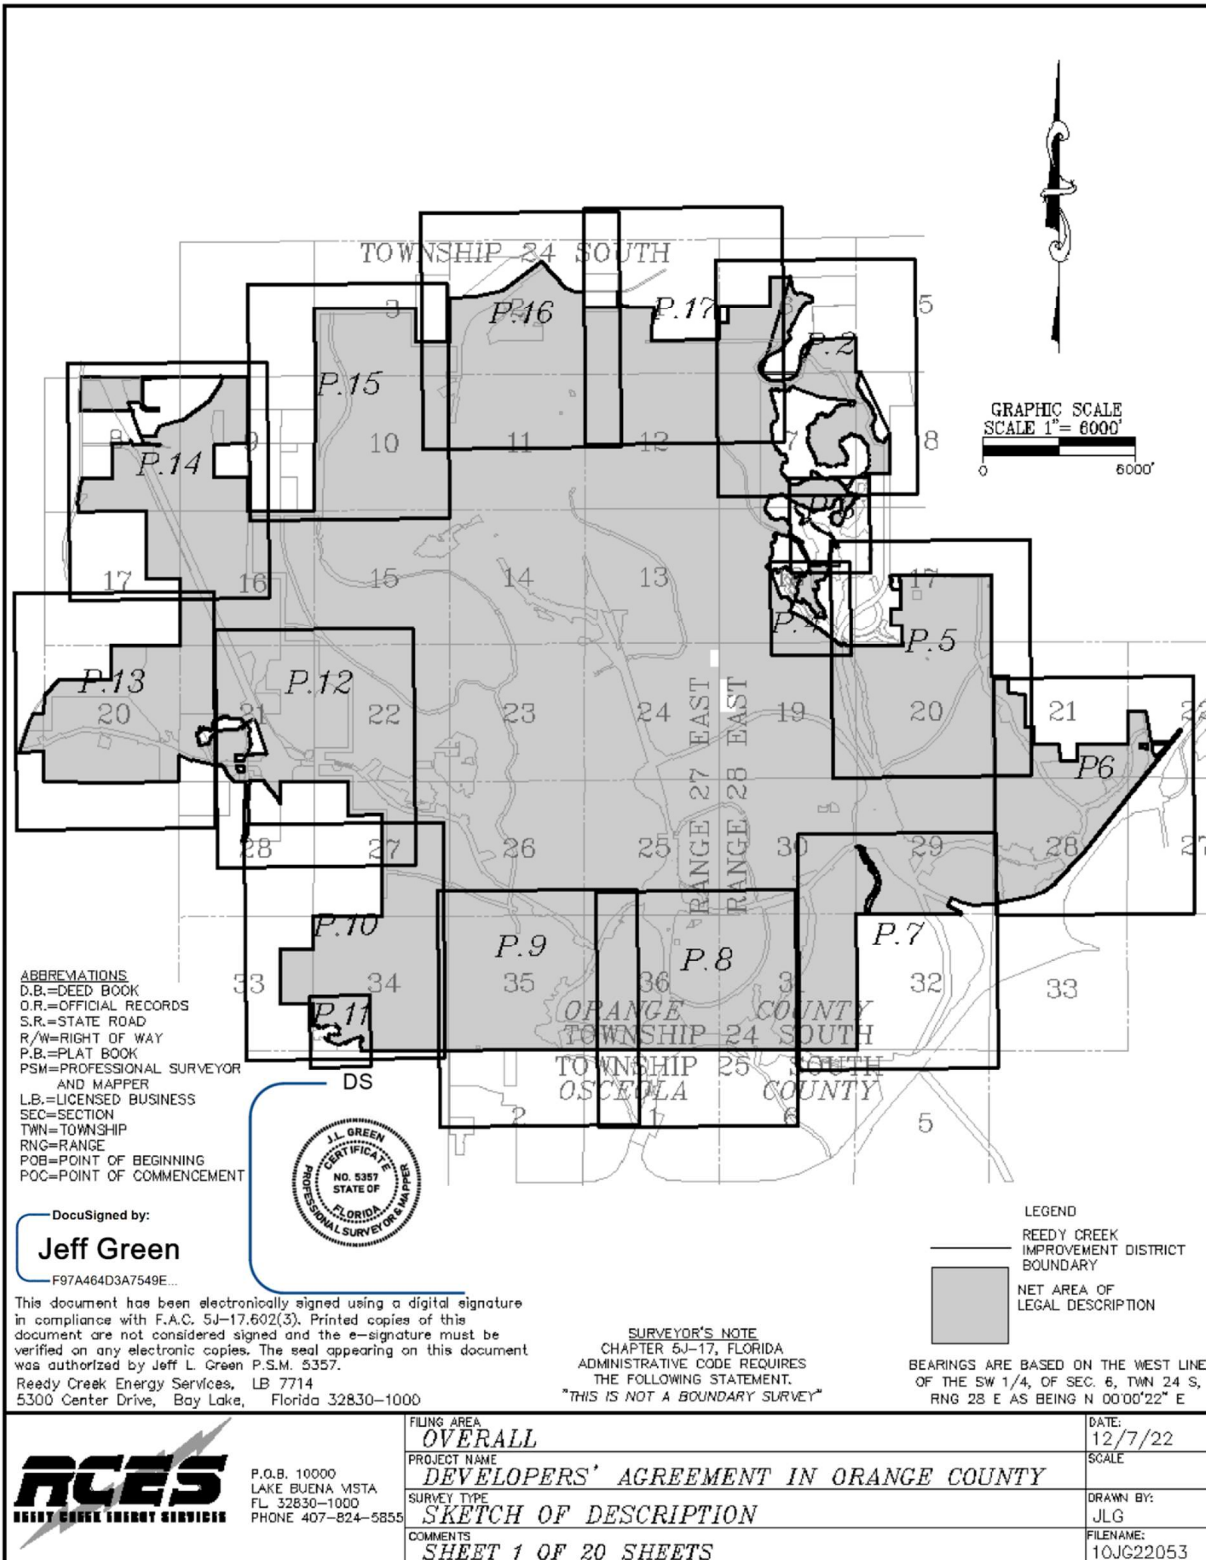 TOWNSHIP 24 SOUTH
P.16
P.17
3
6
5
P.2
P.15
GRAPHIC SCALE
SCALE 1"= 6000'
0 6000'
8
9
10
11
12
7
8
P.14
17
16
15
14
13
17
P.4
P.5
P.13
P.12
20
21
22
23
24
19
20
21
22
P6
RANGE 27 EAST
RANGE 28 EAST
28
27
26
25
30
29
28
27
P.10
P.9
P.8
P.7
33
34
35
36
31
32
33
P.11
ORANGE COUNTY
TOWNSHIP 24 SOUTH
TOWNSHIP 25 SOUTH
OSCEOLA COUNTY
2
1
6
5
ABBREVIATIONS
D.B.=DEED BOOK
O.R.=OFFICIAL RECORDS
S.R.=STATE ROAD
R/W=RIGHT OF WAY
P.B.=PLAT BOOK
PSM=PROFESSIONAL SURVEYOR
AND MAPPER
L.B.=LICENSED BUSINESS
SEC=SECTION
TWN=TOWNSHIP
RNG=RANGE
POB=POINT OF BEGINNING
POC=POINT OF COMMENCEMENT
DS
J.L. GREEN
CERTIFICATE
NO. 5357
STATE OF
FLORIDA
PROFESSIONAL SURVEYOR & MAPPER
DocuSigned by:
Jeff Green
F97A464D3A7549E...
This document has been electronically signed using a digital signature
in compliance with F.A.C. 5J-17.602(3). Printed copies of this
document are not considered signed and the e-signature must be
verified on any electronic copies. The seal appearing on this document
was authorized by Jeff L. Green P.S.M. 5357.
Reedy Creek Energy Services, LB 7714
5300 Center Drive, Bay Lake, Florida 32830-1000
SURVEYOR'S NOTE
CHAPTER 5J-17, FLORIDA
ADMINISTRATIVE CODE REQUIRES
THE FOLLOWING STATEMENT.
"THIS IS NOT A BOUNDARY SURVEY"
LEGEND
REEDY CREEK
IMPROVEMENT DISTRICT
BOUNDARY
NET AREA OF
LEGAL DESCRIPTION
BEARINGS ARE BASED ON THE WEST LINE
OF THE SW 1/4, OF SEC. 6, TWN 24 S,
RNG 28 E AS BEING N 00°00'22" E
RCES
REEDY CREEK ENERGY SERVICES
P.O.B. 10000
LAKE BUENA VISTA
FL 32830-1000
PHONE 407-824-5855
FILING AREA
OVERALL
PROJECT NAME
DEVELOPERS' AGREEMENT IN ORANGE COUNTY
SURVEY TYPE
SKETCH OF DESCRIPTION
COMMENTS
SHEET 1 OF 20 SHEETS
DATE:
12/7/22
SCALE
DRAWN BY:
JLG
FILENAME:
10JG22053